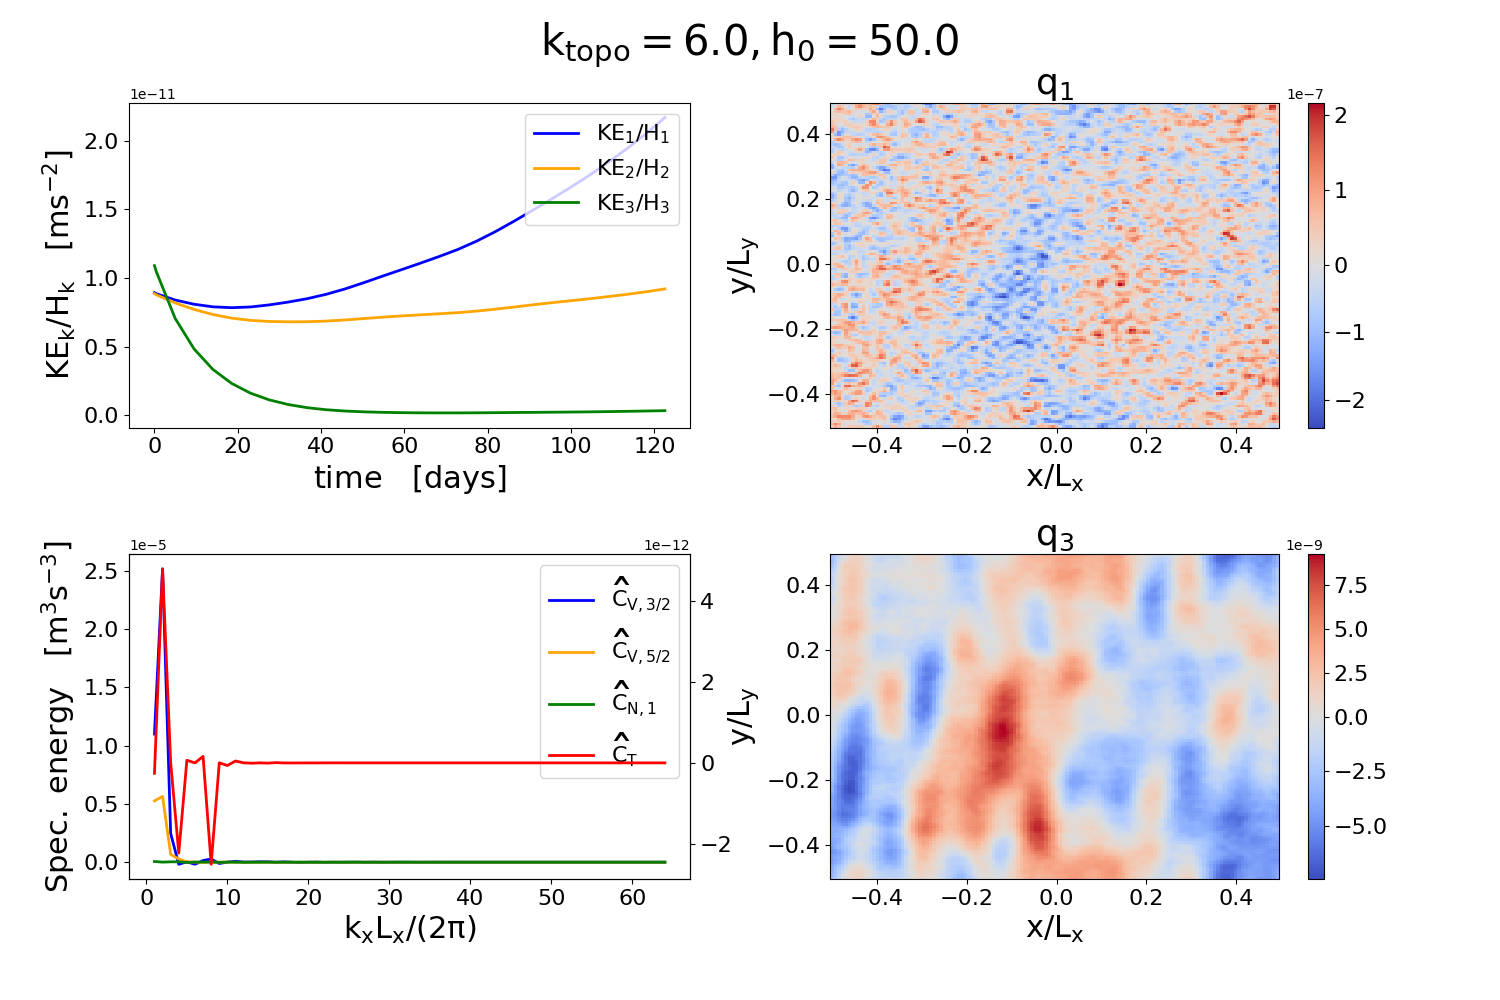 k_topo = 6.0, h_0 = 50.0
1e−11
KE_k/H_k [ms^−2]
2.0
1.5
1.0
0.5
0.0
KE_1/H_1
KE_2/H_2
KE_3/H_3
0 20 40 60 80 100 120
time [days]
q_1
1e−7
y/L_y
0.4
0.2
0.0
−0.2
−0.4
−0.4 −0.2 0.0 0.2 0.4
x/L_x
2
1
0
−1
−2
1e−5
1e−12
Spec. energy [m^3s^−3]
2.5
2.0
1.5
1.0
0.5
0.0
Ĉ_V,3/2
Ĉ_V,5/2
Ĉ_N,1
Ĉ_T
4
2
0
−2
0 10 20 30 40 50 60
k_xL_x/(2π)
q_3
1e−9
y/L_y
0.4
0.2
0.0
−0.2
−0.4
−0.4 −0.2 0.0 0.2 0.4
x/L_x
7.5
5.0
2.5
0.0
−2.5
−5.0